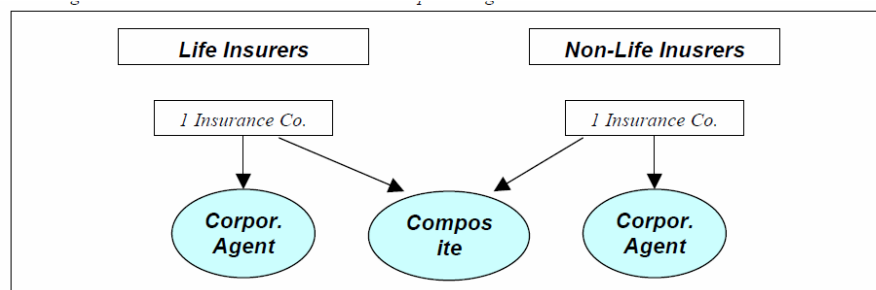 Life Insurers
Non-Life Inusrers
1 Insurance Co.
1 Insurance Co.
Corpor.
Agent
Compos
ite
Corpor.
Agent